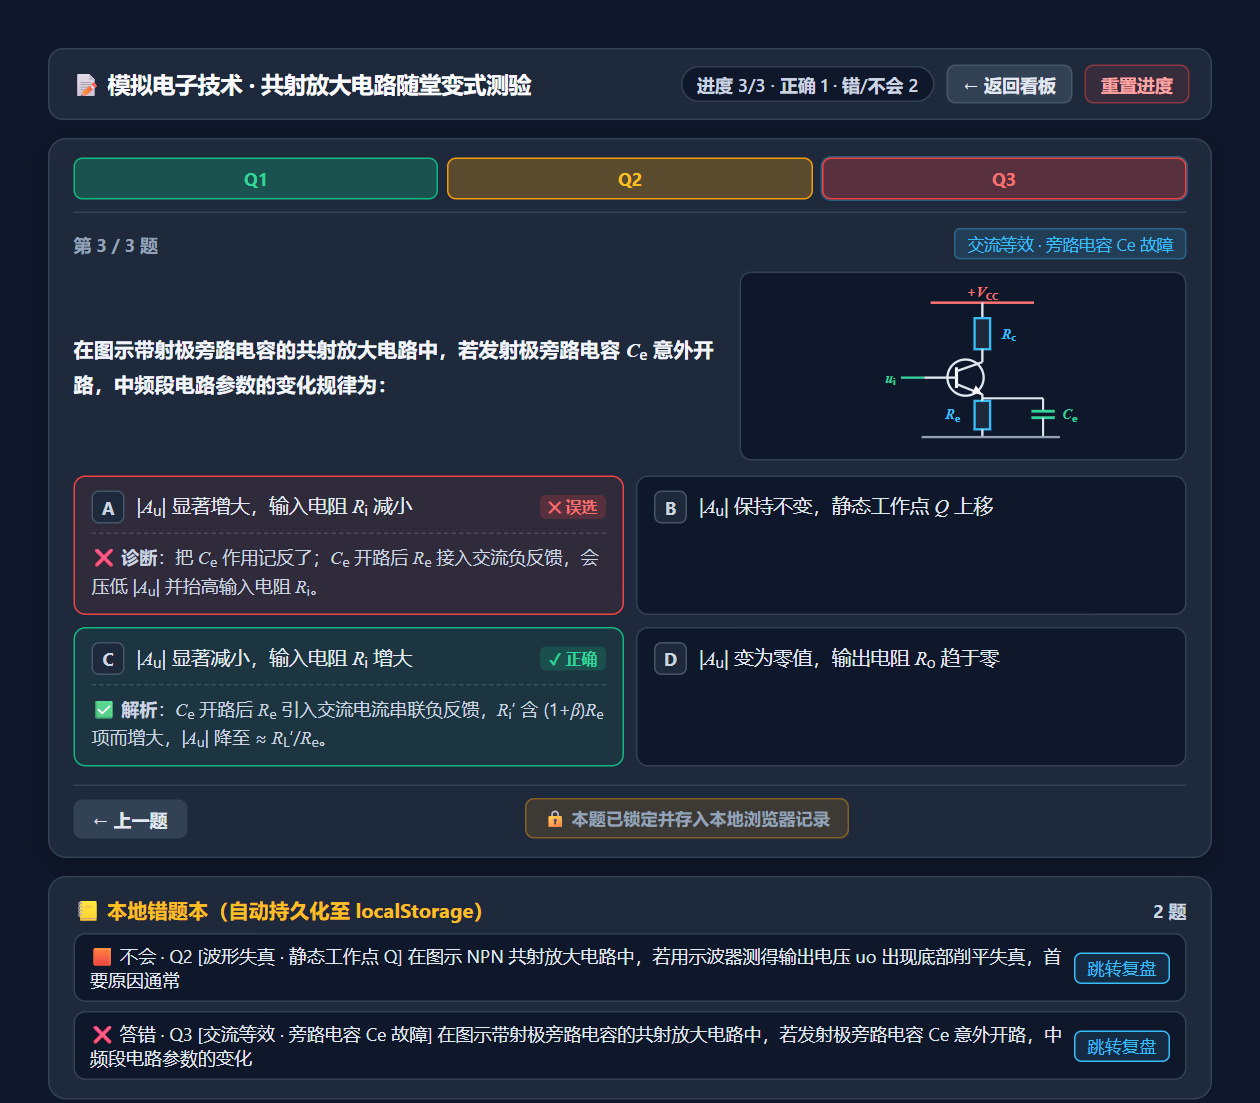 📝 模拟电子技术 · 共射放大电路随堂变式测验
进度 3/3 · 正确 1 · 错/不会 2
← 返回看板
重置进度
Q1
Q2
Q3
第 3 / 3 题
交流等效 · 旁路电容 Ce 故障
在图示带射极旁路电容的共射放大电路中，若发射极旁路电容 Ce 意外开
路，中频段电路参数的变化规律为：
+VCC
Rc
ui
Re
Ce
A |Au| 显著增大，输入电阻 Ri 减小 ✕ 误选
❌ 诊断：把 Ce 作用记反了；Ce 开路后 Re 接入交流负反馈，会
压低 |Au| 并抬高输入电阻 Ri。
B |Au| 保持不变，静态工作点 Q 上移
C |Au| 显著减小，输入电阻 Ri 增大 ✓ 正确
✅ 解析：Ce 开路后 Re 引入交流电流串联负反馈，Ri′ 含 (1+β)Re
项而增大，|Au| 降至 ≈ RL′/Re。
D |Au| 变为零值，输出电阻 Ro 趋于零
← 上一题
🔒 本题已锁定并存入本地浏览器记录
📒 本地错题本（自动持久化至 localStorage）
2 题
🟥 不会 · Q2 [波形失真 · 静态工作点 Q] 在图示 NPN 共射放大电路中，若用示波器测得输出电压 uo 出现底部削平失真，首
要原因通常
跳转复盘
❌ 答错 · Q3 [交流等效 · 旁路电容 Ce 故障] 在图示带射极旁路电容的共射放大电路中，若发射极旁路电容 Ce 意外开路，中
频段电路参数的变化
跳转复盘